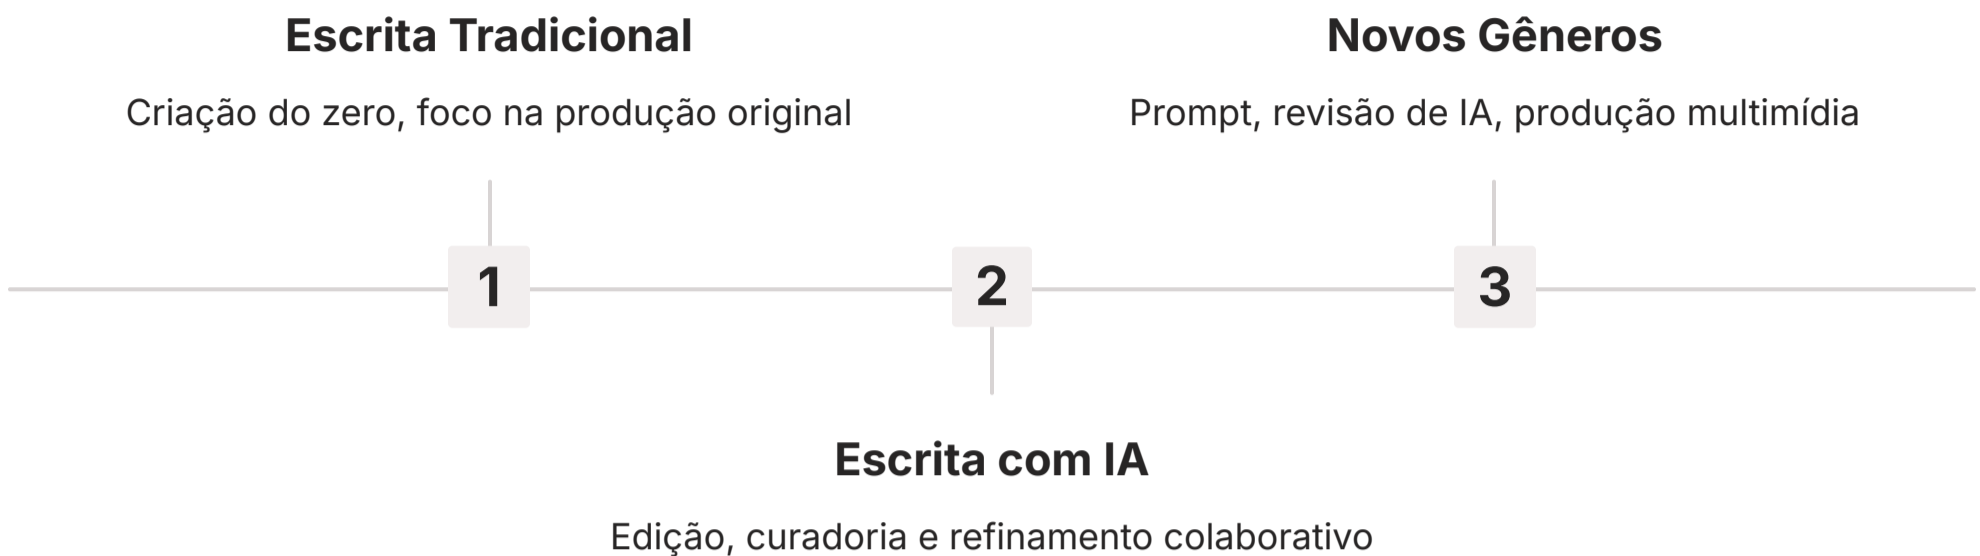 Escrita Tradicional
Criação do zero, foco na produção original
Novos Gêneros
Prompt, revisão de IA, produção multimídia
1
2
3
Escrita com IA
Edição, curadoria e refinamento colaborativo